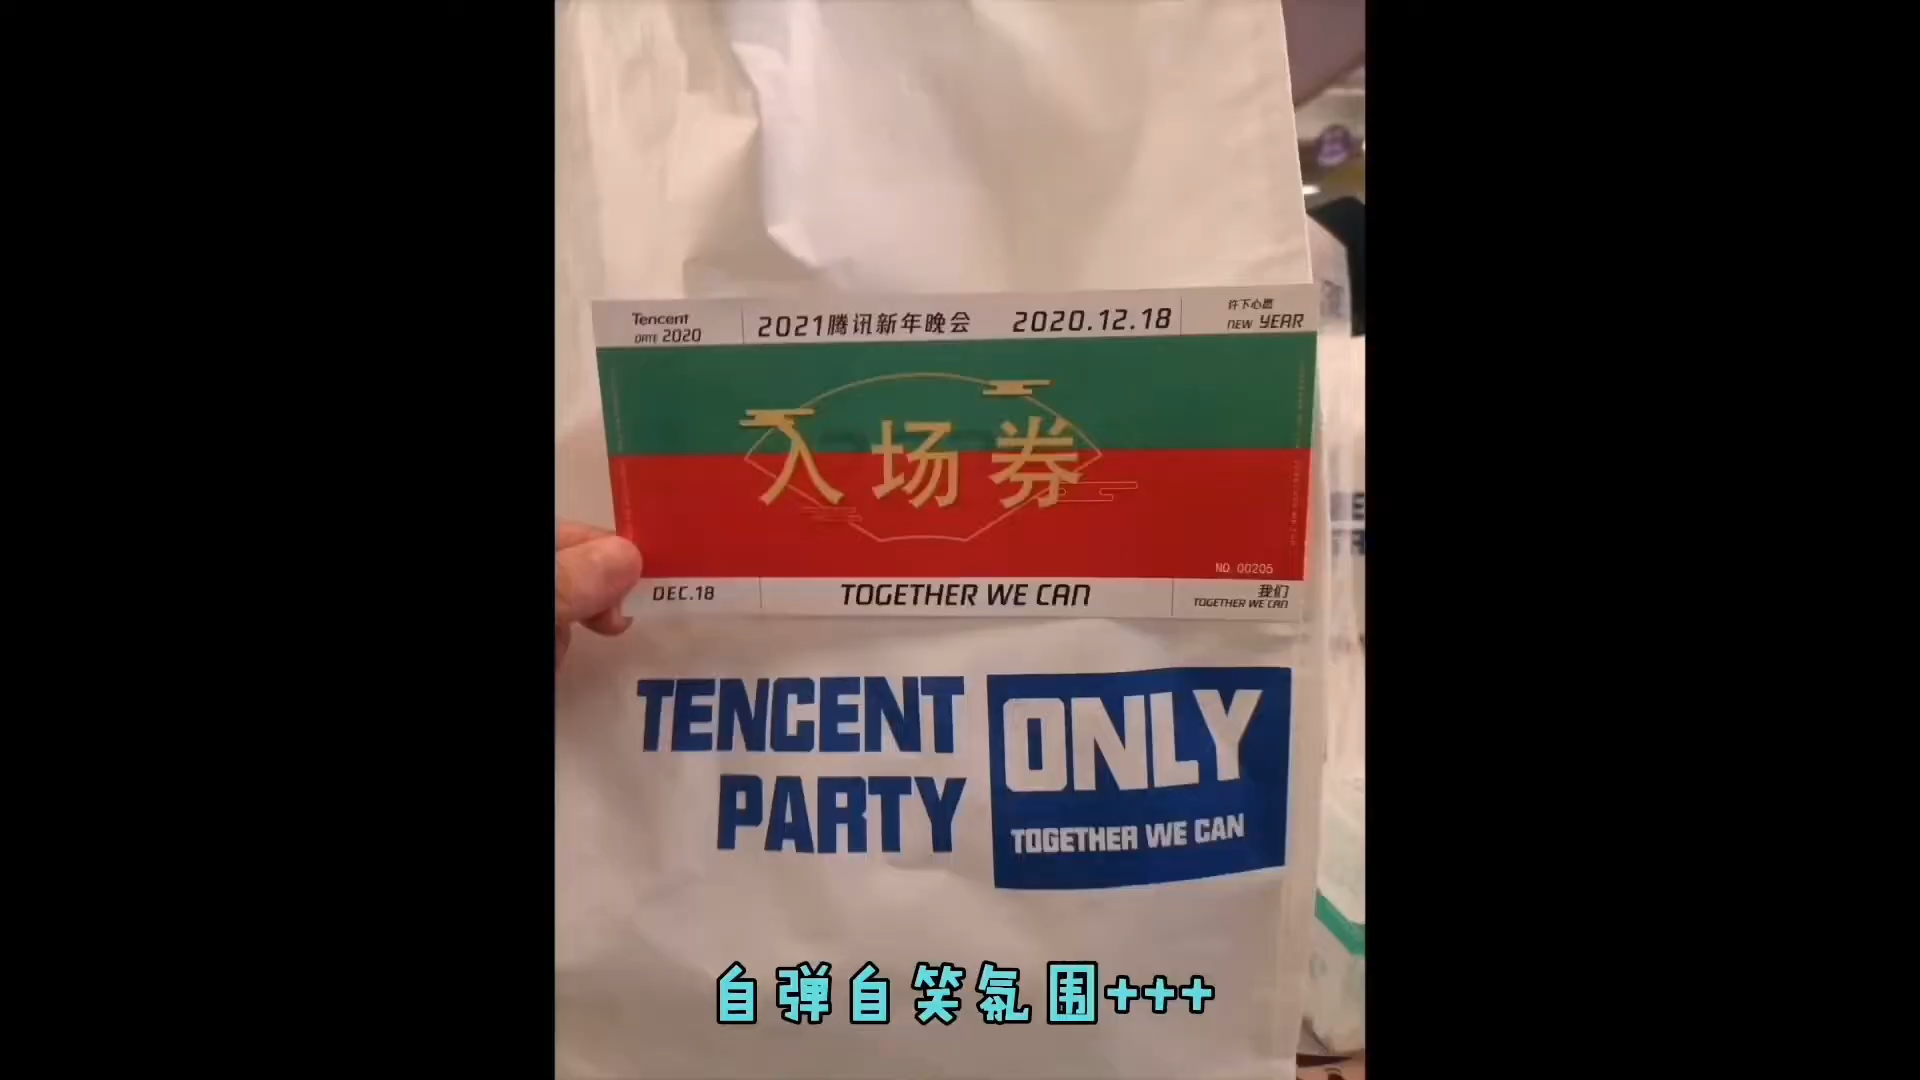 Tencent
DATE 2020
2021腾讯新年晚会
2020.12.18
许下心愿
NEW YEAR
入场券
NO 00205
DEC.18
TOGETHER WE CAN
我们
TOGETHER WE CAN
TENCENT
PARTY
ONLY
TOGETHER WE CAN
自弹自笑氛围+++